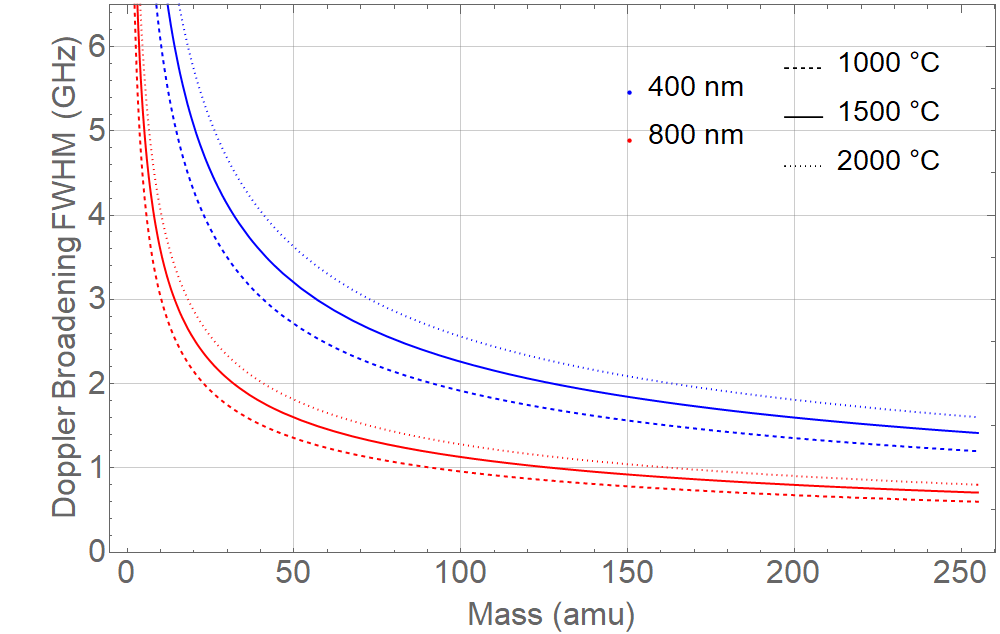 Doppler Broadening FWHM (GHz)
6
5
4
3
2
1
0
400 nm
800 nm
1000 °C
1500 °C
2000 °C
0 50 100 150 200 250
Mass (amu)